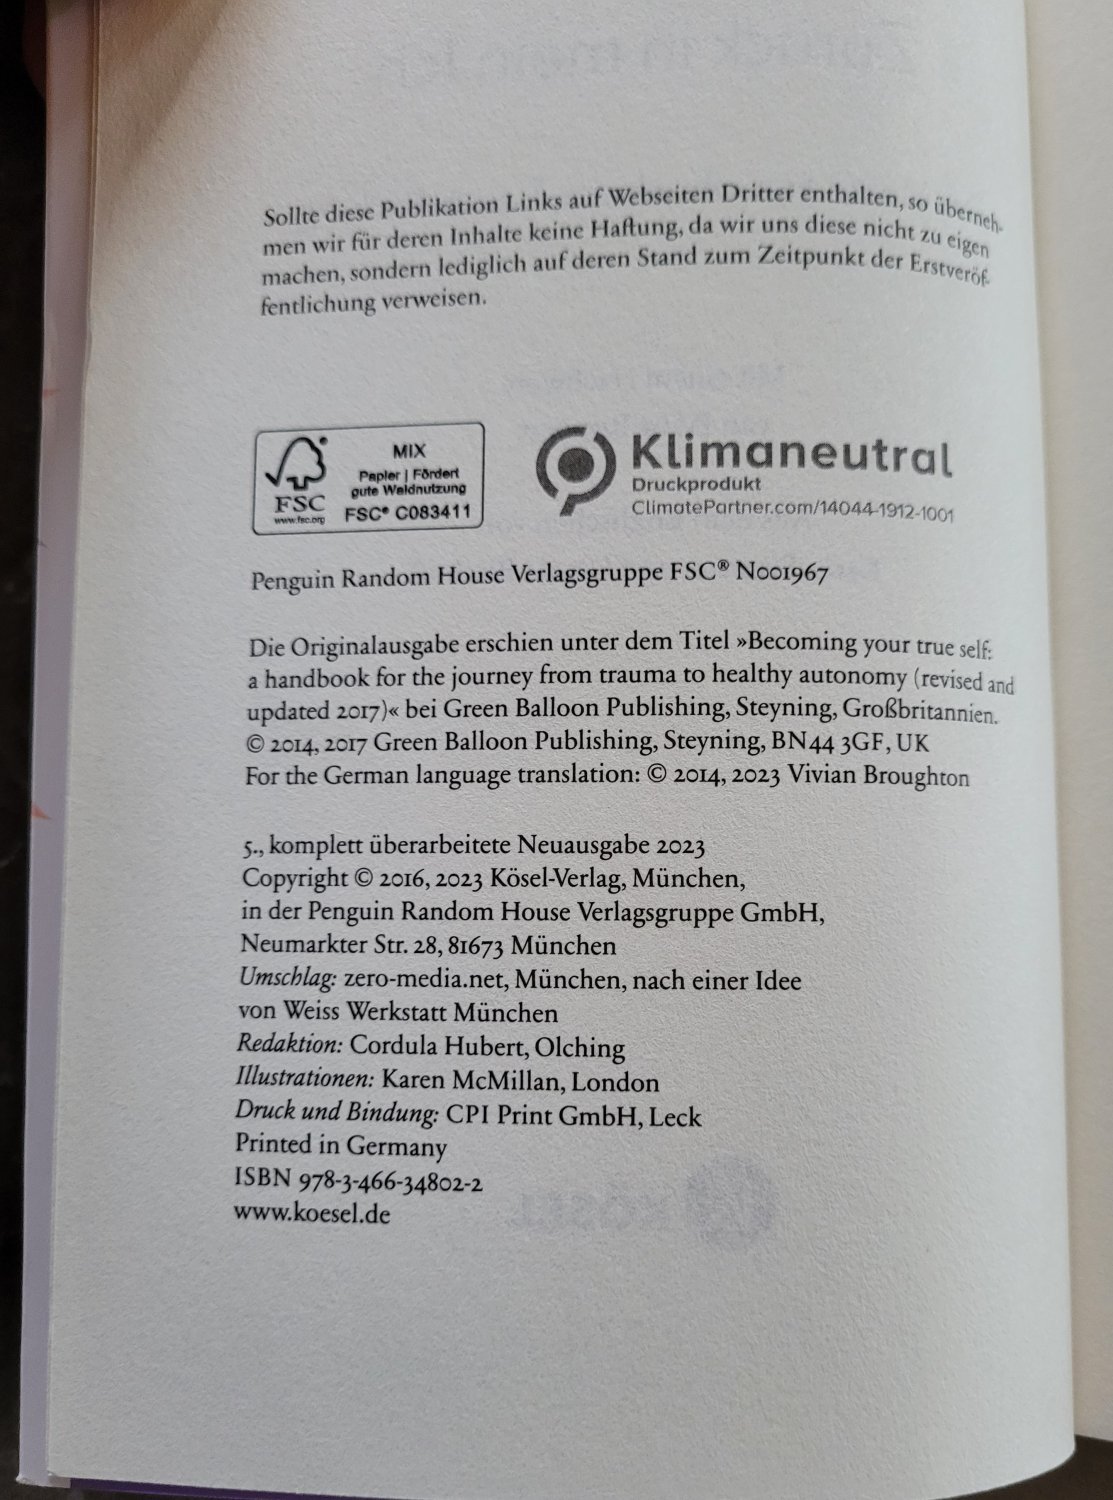 Sollte diese Publikation Links auf Webseiten Dritter enthalten, so überneh-
men wir für deren Inhalte keine Haftung, da wir uns diese nicht zu eigen
machen, sondern lediglich auf deren Stand zum Zeitpunkt der Erstveröf-
fentlichung verweisen.
FSC
www.fsc.org
MIX
Papier | Fördert
gute Waldnutzung
FSC® C083411
Klimaneutral
Druckprodukt
ClimatePartner.com/14044-1912-1001
Penguin Random House Verlagsgruppe FSC® N001967
Die Originalausgabe erschien unter dem Titel »Becoming your true self:
a handbook for the journey from trauma to healthy autonomy (revised and
updated 2017)« bei Green Balloon Publishing, Steyning, Großbritannien.
© 2014, 2017 Green Balloon Publishing, Steyning, BN44 3GF, UK
For the German language translation: © 2014, 2023 Vivian Broughton
5., komplett überarbeitete Neuausgabe 2023
Copyright © 2016, 2023 Kösel-Verlag, München,
in der Penguin Random House Verlagsgruppe GmbH,
Neumarkter Str. 28, 81673 München
Umschlag: zero-media.net, München, nach einer Idee
von Weiss Werkstatt München
Redaktion: Cordula Hubert, Olching
Illustrationen: Karen McMillan, London
Druck und Bindung: CPI Print GmbH, Leck
Printed in Germany
ISBN 978-3-466-34802-2
www.koesel.de